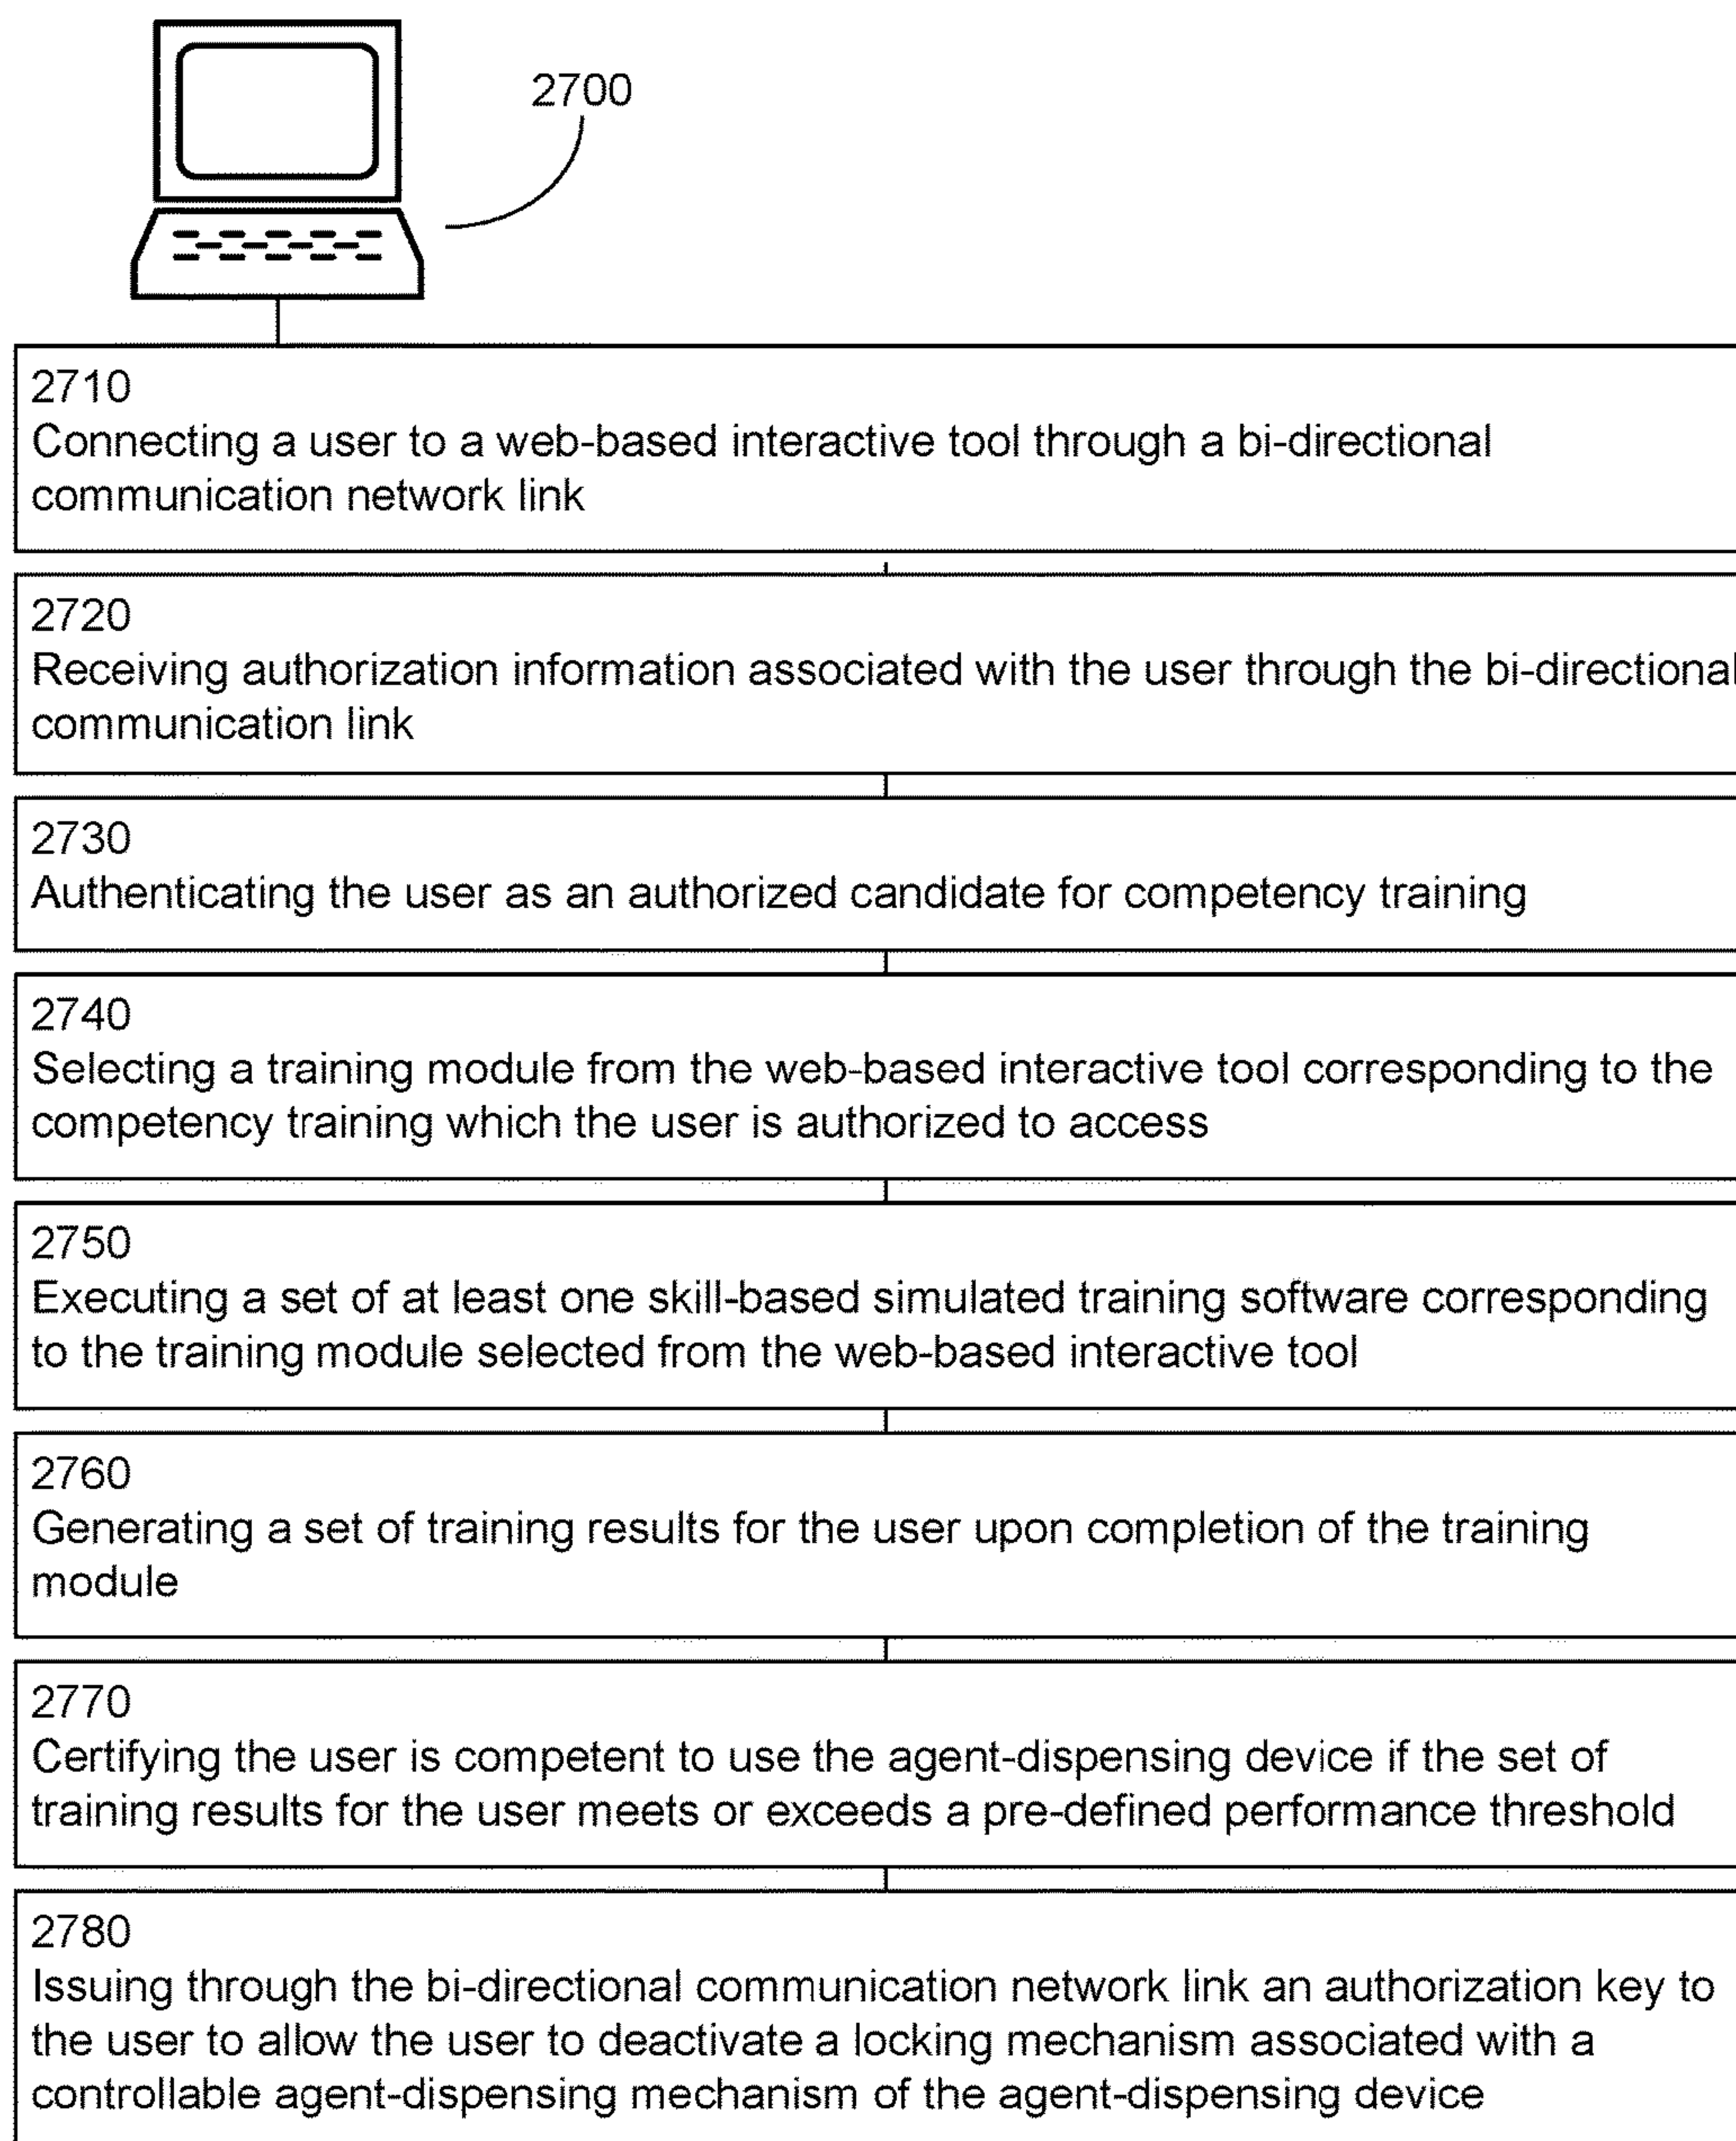 2700
2710
Connecting a user to a web-based interactive tool through a bi-directional
communication network link
2720
Receiving authorization information associated with the user through the bi-directional
communication link
2730
Authenticating the user as an authorized candidate for competency training
2740
Selecting a training module from the web-based interactive tool corresponding to the
competency training which the user is authorized to access
2750
Executing a set of at least one skill-based simulated training software corresponding
to the training module selected from the web-based interactive tool
2760
Generating a set of training results for the user upon completion of the training
module
2770
Certifying the user is competent to use the agent-dispensing device if the set of
training results for the user meets or exceeds a pre-defined performance threshold
2780
Issuing through the bi-directional communication network link an authorization key to
the user to allow the user to deactivate a locking mechanism associated with a
controllable agent-dispensing mechanism of the agent-dispensing device